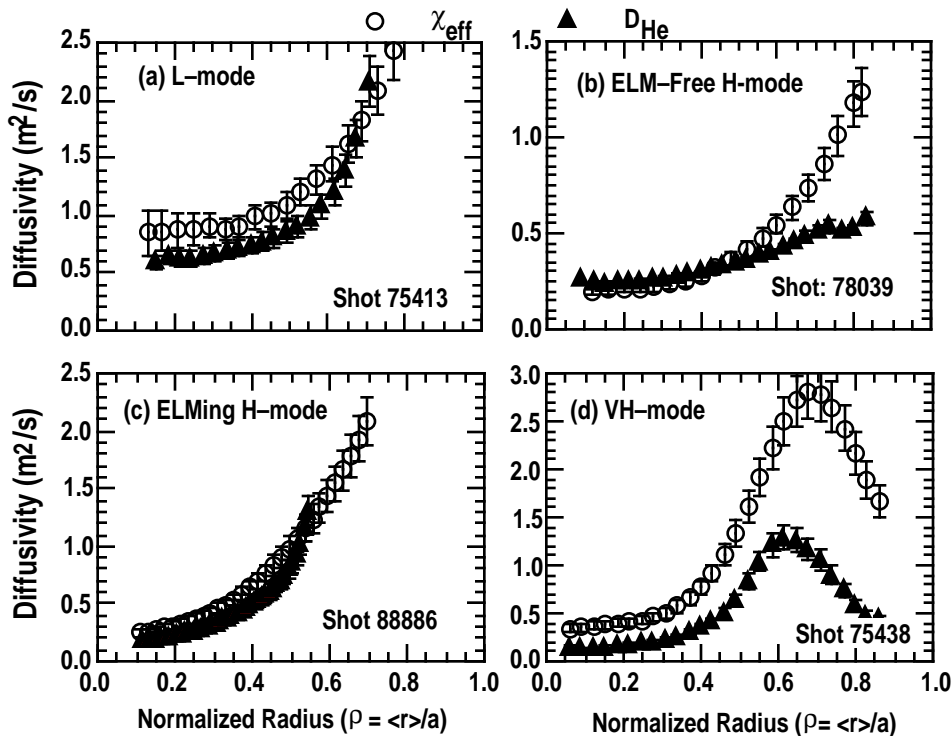 χeff DHe
2.5
2.0
1.5
1.0
0.5
0.0
Diffusivity (m²/s)
(a) L–mode
Shot 75413
1.5
1.0
0.5
0.0
(b) ELM–Free H-mode
Shot: 78039
2.5
2.0
1.5
1.0
0.5
0.0
Diffusivity (m2/s)
(c) ELMing H–mode
Shot 88886
0.0 0.2 0.4 0.6 0.8 1.0
Normalized Radius (ρ = <r>/a)
3.0
2.5
2.0
1.5
1.0
0.5
0.0
(d) VH–mode
Shot 75438
0.0 0.2 0.4 0.6 0.8 1.0
Normalized Radius (ρ = <r>/a)